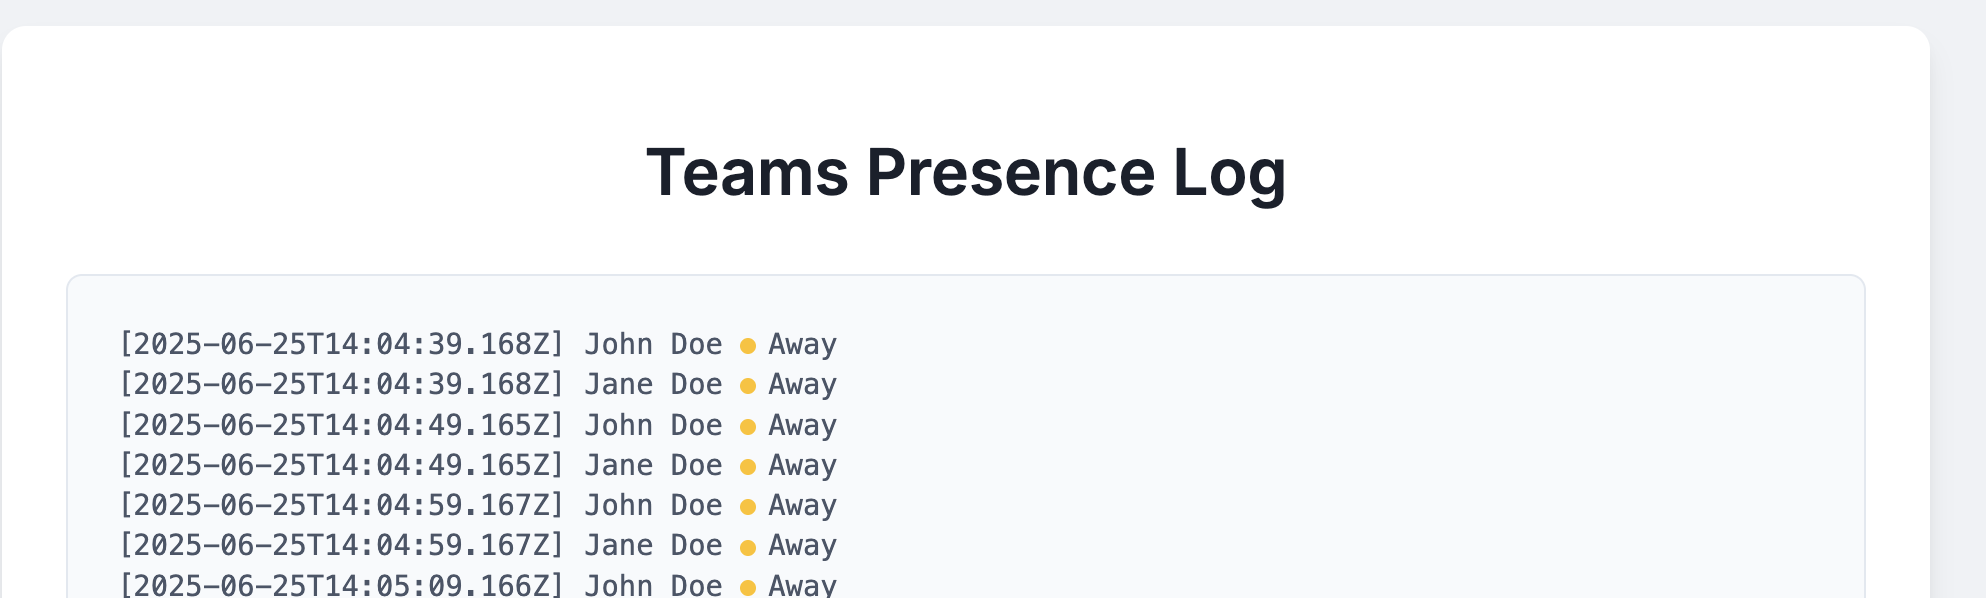 Teams Presence Log
[2025-06-25T14:04:39.168Z] John Doe Away
[2025-06-25T14:04:39.168Z] Jane Doe Away
[2025-06-25T14:04:49.165Z] John Doe Away
[2025-06-25T14:04:49.165Z] Jane Doe Away
[2025-06-25T14:04:59.167Z] John Doe Away
[2025-06-25T14:04:59.167Z] Jane Doe Away
[2025-06-25T14:05:09.166Z] John Doe Away